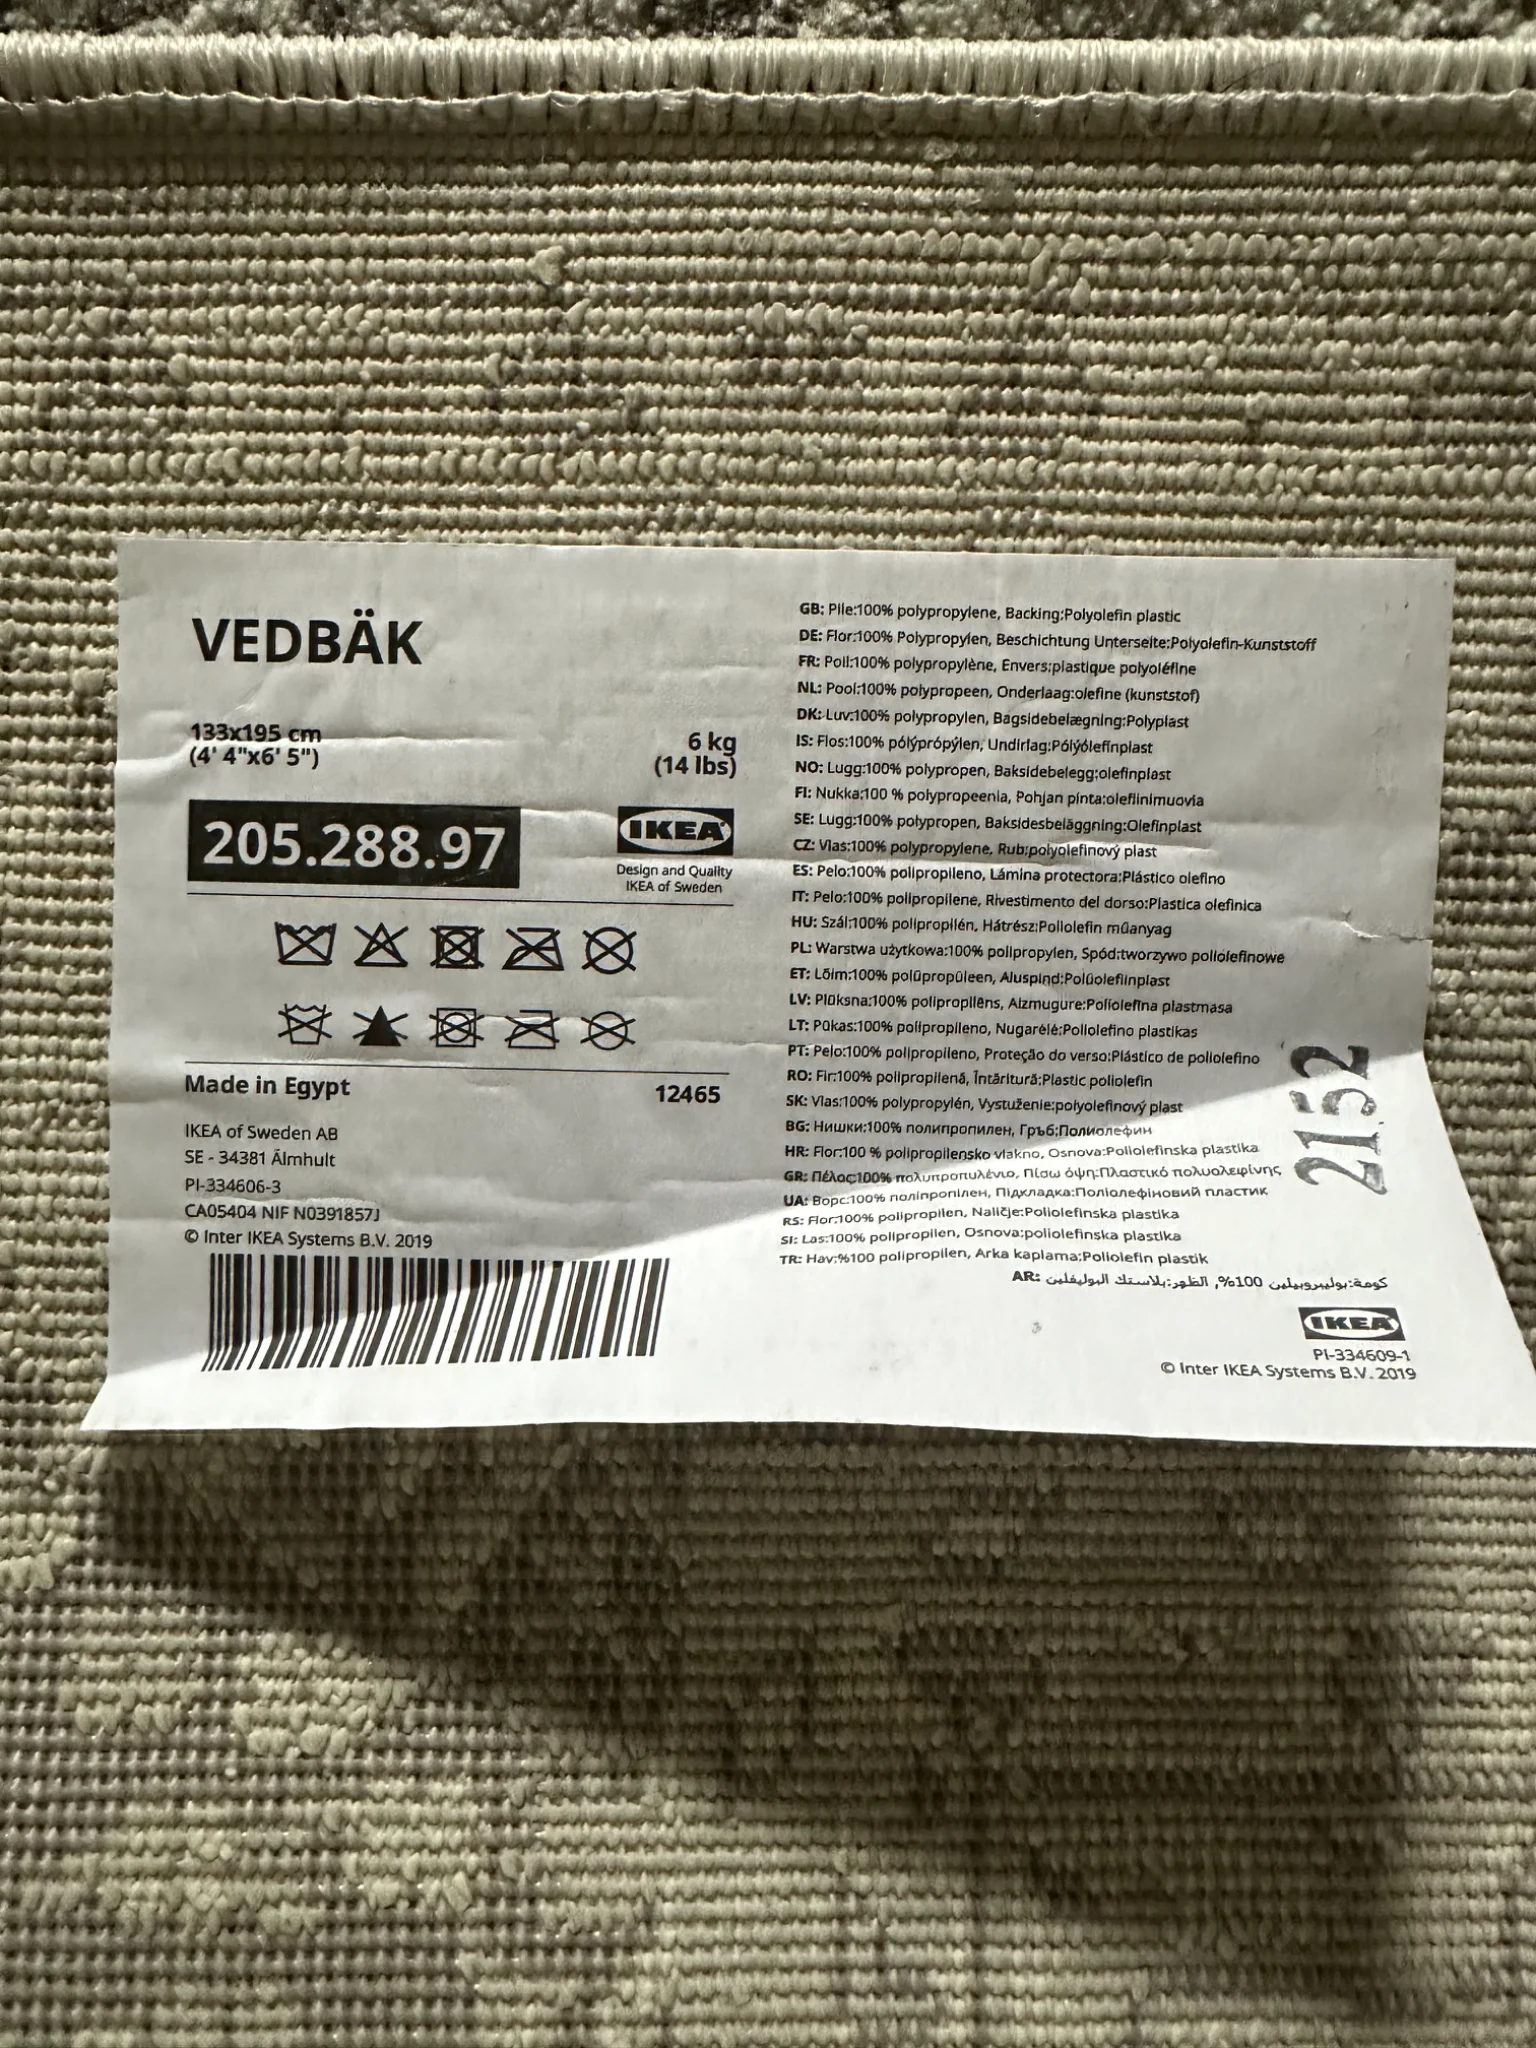 VEDBÄK
133x195 cm
(4' 4"x6' 5")
6 kg
(14 lbs)
205.288.97
IKEA
Design and Quality
IKEA of Sweden
Made in Egypt
12465
IKEA of Sweden AB
SE - 34381 Älmhult
PI-334606-3
CA05404 NIF N0391857J
© Inter IKEA Systems B.V. 2019
GB: Pile:100% polypropylene, Backing:Polyolefin plastic
DE: Flor:100% Polypropylen, Beschichtung Unterseite:Polyolefin-Kunststoff
FR: Poil:100% polypropylène, Envers:plastique polyoléfine
NL: Pool:100% polypropeen, Onderlaag:olefine (kunststof)
DK: Luv:100% polypropylen, Bagsidebelægning:Polyplast
IS: Flos:100% pólýprópýlen, Undirlag:Pólýólefínplast
NO: Lugg:100% polypropen, Baksidebelegg:olefinplast
FI: Nukka:100 % polypropeenia, Pohjan pinta:olefiinimuovia
SE: Lugg:100% polypropen, Baksidesbeläggning:Olefinplast
CZ: Vlas:100% polypropylene, Rub:polyolefinový plast
ES: Pelo:100% polipropileno, Lámina protectora:Plástico olefino
IT: Pelo:100% polipropilene, Rivestimento del dorso:Plastica olefinica
HU: Szál:100% polipropilén, Hátrész:Poliolefin műanyag
PL: Warstwa użytkowa:100% polipropylen, Spód:tworzywo poliolefinowe
ET: Lõim:100% polüpropüleen, Aluspind:Polüolefiinplast
LV: Plūksna:100% polipropilēns, Aizmugure:Poliolefīna plastmasa
LT: Pūkas:100% polipropileno, Nugarėlė:Poliolefino plastikas
PT: Pelo:100% polipropileno, Proteção do verso:Plástico de poliolefino
RO: Fir:100% polipropilenă, Întăritură:Plastic poliolefin
SK: Vlas:100% polypropylén, Vystuženie:polyolefinový plast
BG: Нишки:100% полипропилен, Гръб:Полиолефин
HR: Flor:100 % polipropilensko vlakno, Osnova:Poliolefinska plastika
GR: Πέλος:100% πολυπροπυλένιο, Πίσω όψη:Πλαστικό πολυολεφίνης
UA: Ворс:100% поліпропілен, Підкладка:Поліолефіновий пластик
RS: Flor:100% polipropilen, Naličje:Poliolefinska plastika
SI: Las:100% polipropilen, Osnova:poliolefinska plastika
TR: Hav:%100 polipropilen, Arka kaplama:Poliolefin plastik
AR: كومة:بوليبروبيلين 100%, الظهر:بلاستك البوليفلين
2152
IKEA
PI-334609-1
© Inter IKEA Systems B.V. 2019